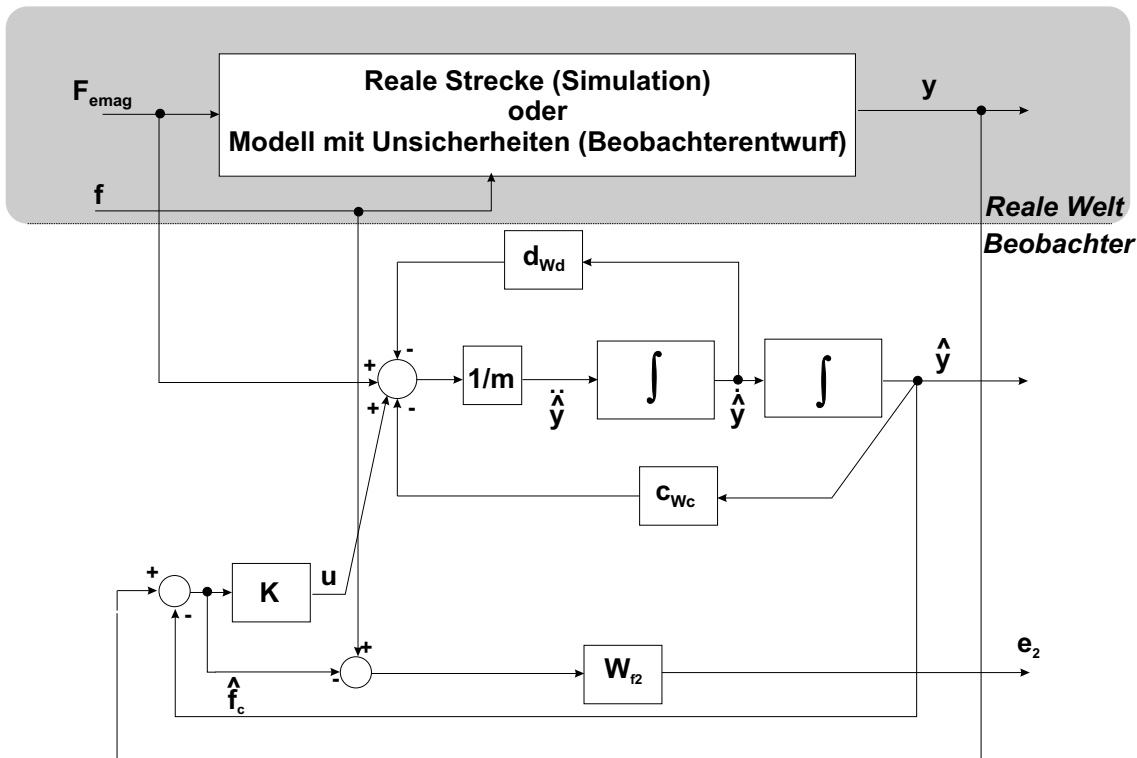 Reale Strecke (Simulation)
oder
Modell mit Unsicherheiten (Beobachterentwurf)
F_emag
y
f
Reale Welt
Beobachter
d_Wd
-
+
+
-
1/m
∫
∫
ŷ̈
ŷ̇
ŷ
c_Wc
+
-
K
u
+
-
f̂_c
W_f2
e_2